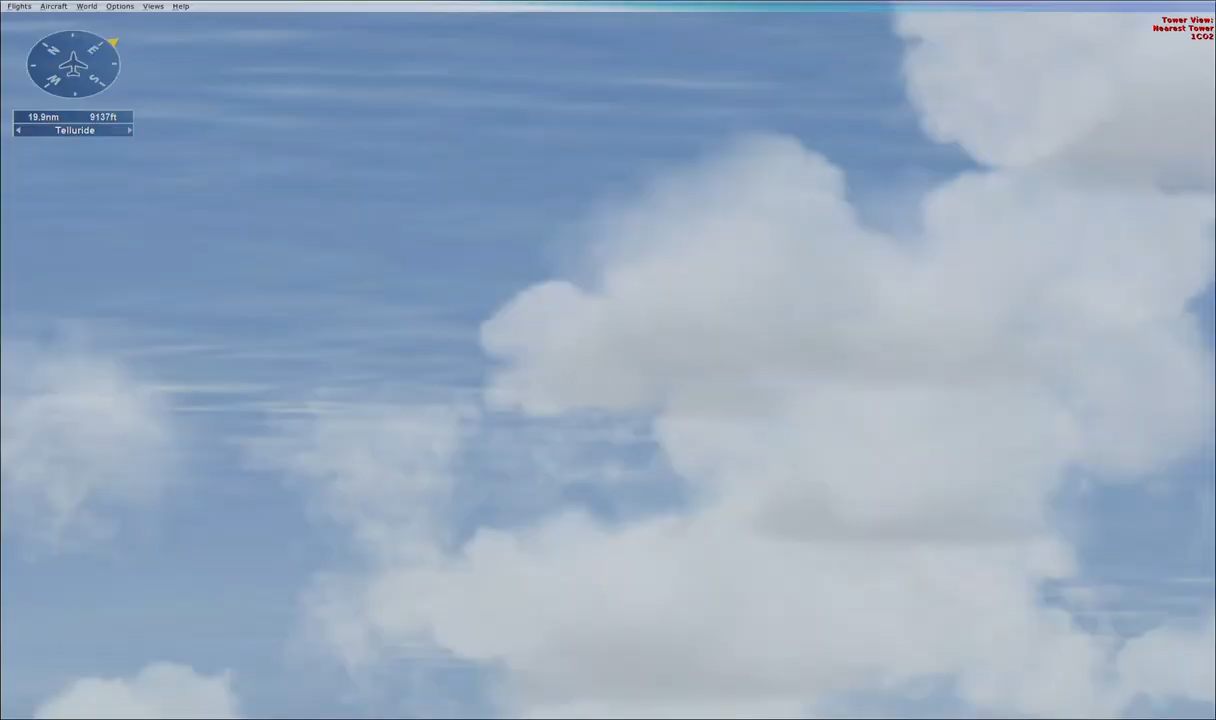 Flights Aircraft World Options Views Help
Tower View:
Nearest Tower
1CO2
N E
W S
19.9nm 9137ft
Telluride